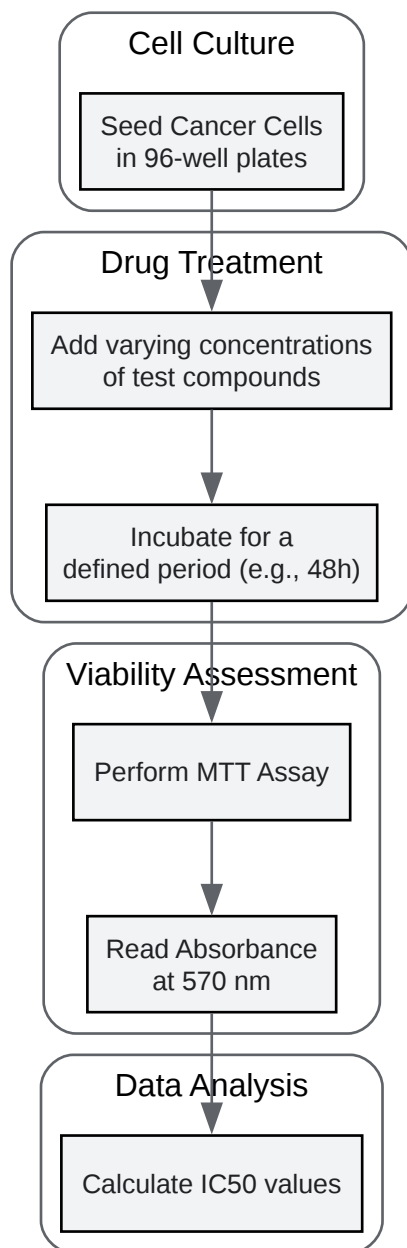 Cell Culture
Seed Cancer Cells
in 96-well plates
Drug Treatment
Add varying concentrations
of test compounds
Incubate for a
defined period (e.g., 48h)
Viability Assessment
Perform MTT Assay
Read Absorbance
at 570 nm
Data Analysis
Calculate IC50 values